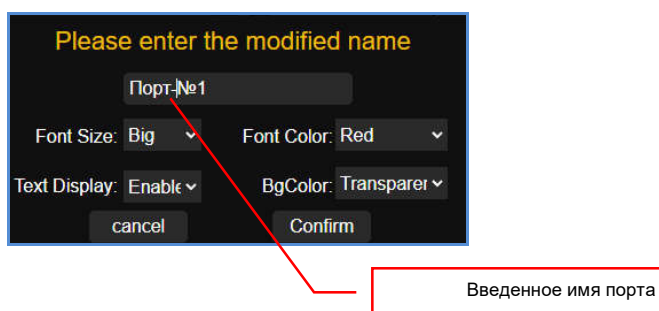 Please enter the modified name
Порт-№1
Font Size: Big Font Color: Red
Text Display: Enable BgColor: Transparer
cancel Confirm
Введенное имя порта